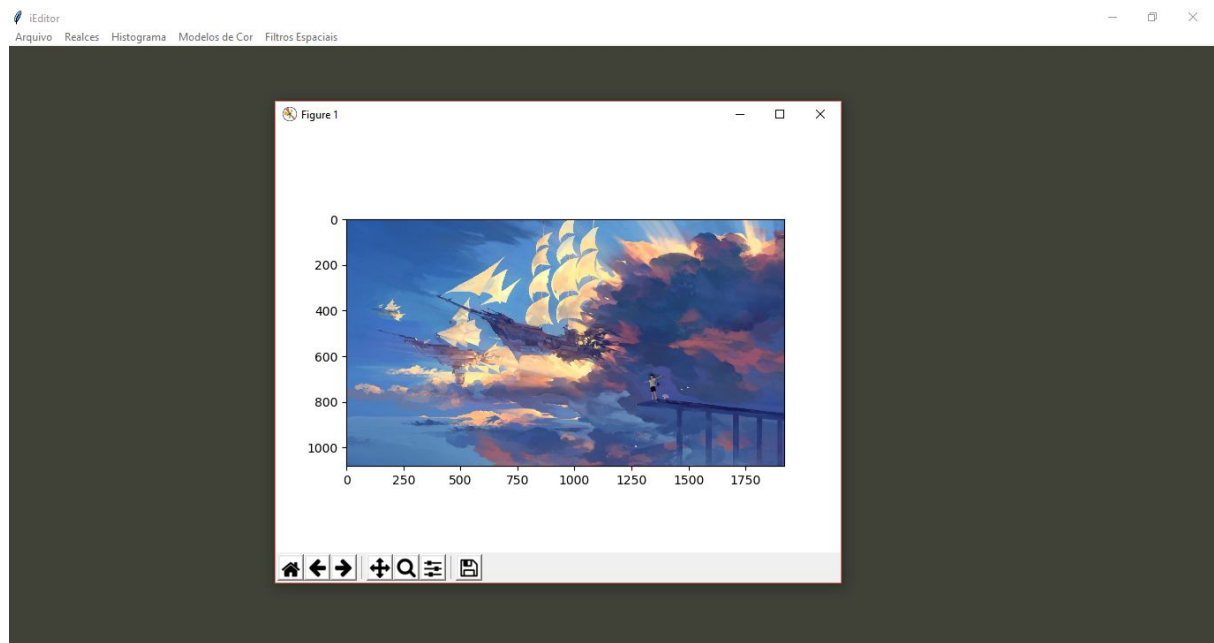 iEditor
Arquivo Realces Histograma Modelos de Cor Filtros Espaciais
Figure 1
0
200
400
600
800
1000
0 250 500 750 1000 1250 1500 1750